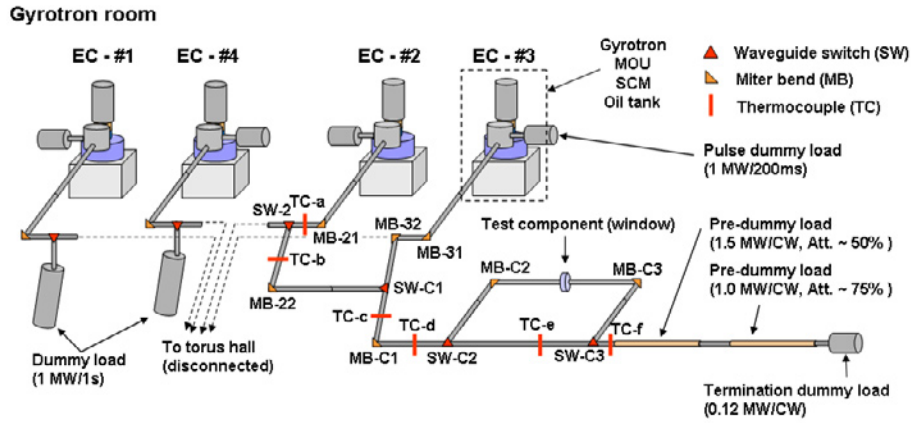 Gyrotron room
EC - #1
EC - #4
EC - #2
EC - #3
Gyrotron
MOU
SCM
Oil tank
Waveguide switch (SW)
Miter bend (MB)
Thermocouple (TC)
Pulse dummy load
(1 MW/200ms)
TC-a
SW-2
MB-21
MB-32
MB-31
TC-b
MB-22
SW-C1
Test component (window)
MB-C2
MB-C3
Pre-dummy load
(1.5 MW/CW, Att. ~ 50% )
Pre-dummy load
(1.0 MW/CW, Att. ~ 75% )
TC-c
TC-d
TC-e
TC-f
MB-C1
SW-C2
SW-C3
Dummy load
(1 MW/1s)
To torus hall
(disconnected)
Termination dummy load
(0.12 MW/CW)